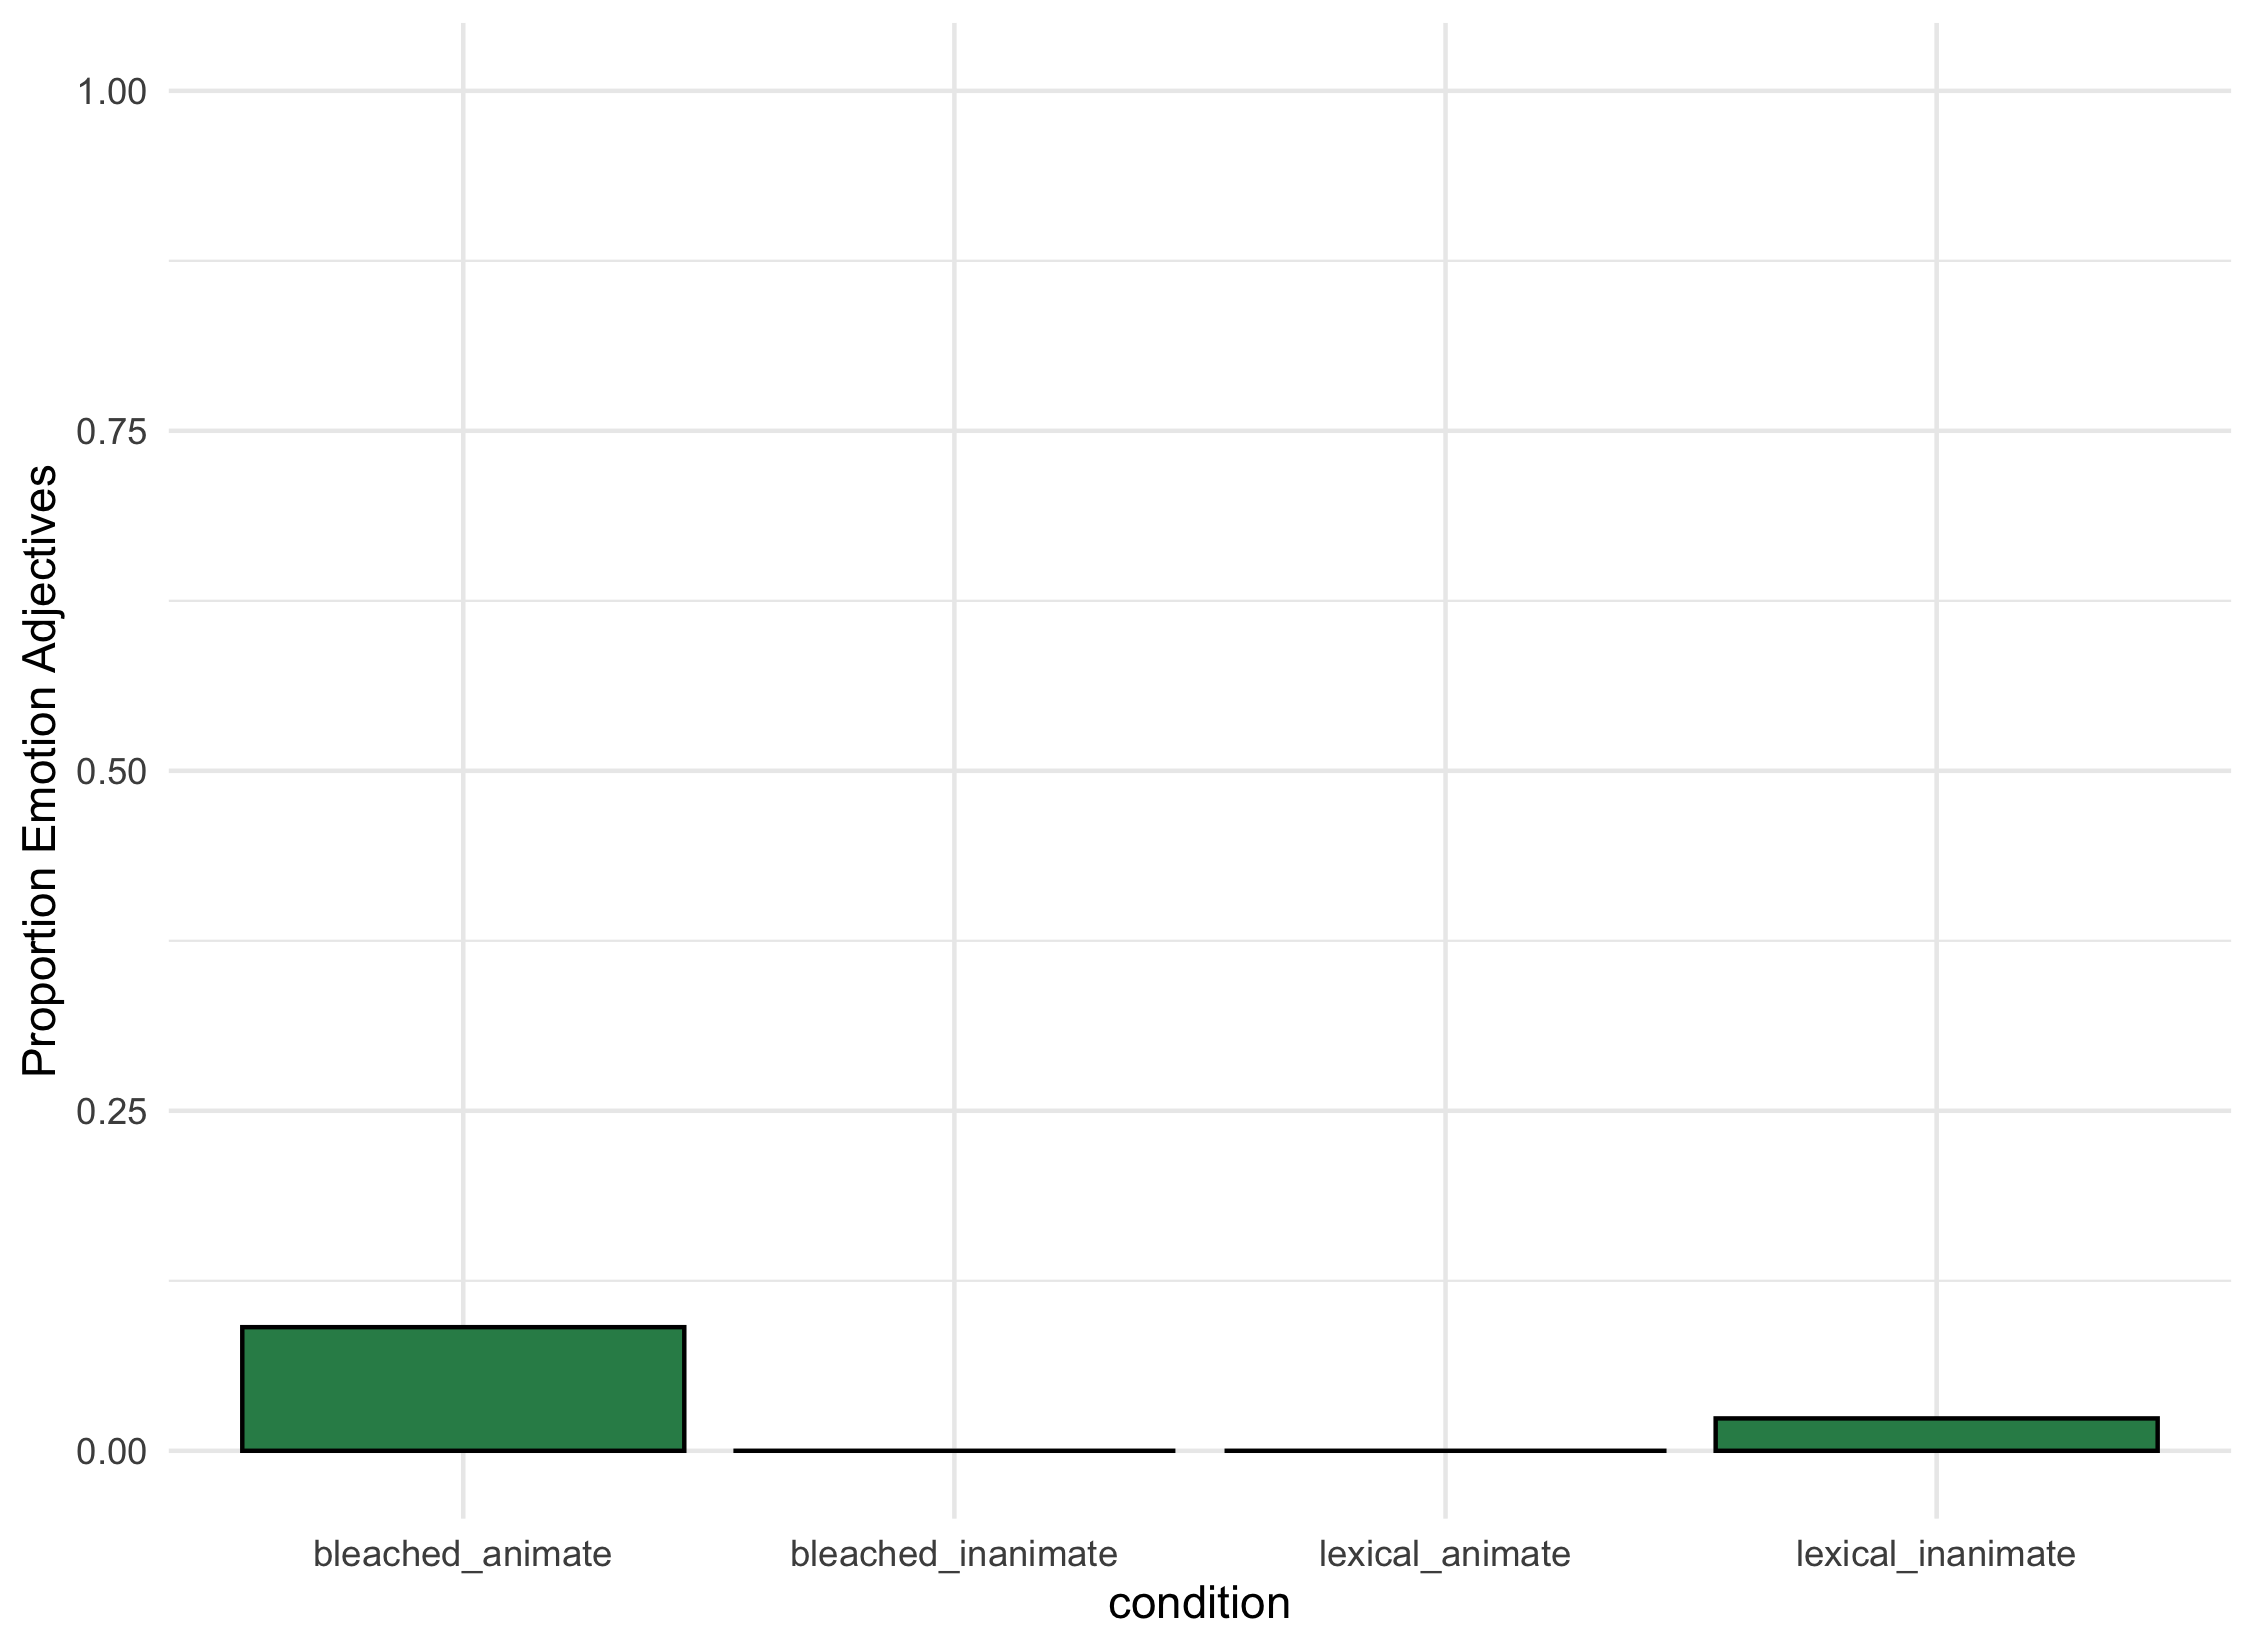 Proportion Emotion Adjectives
1.00
0.75
0.50
0.25
0.00
bleached_animate bleached_inanimate lexical_animate lexical_inanimate
condition